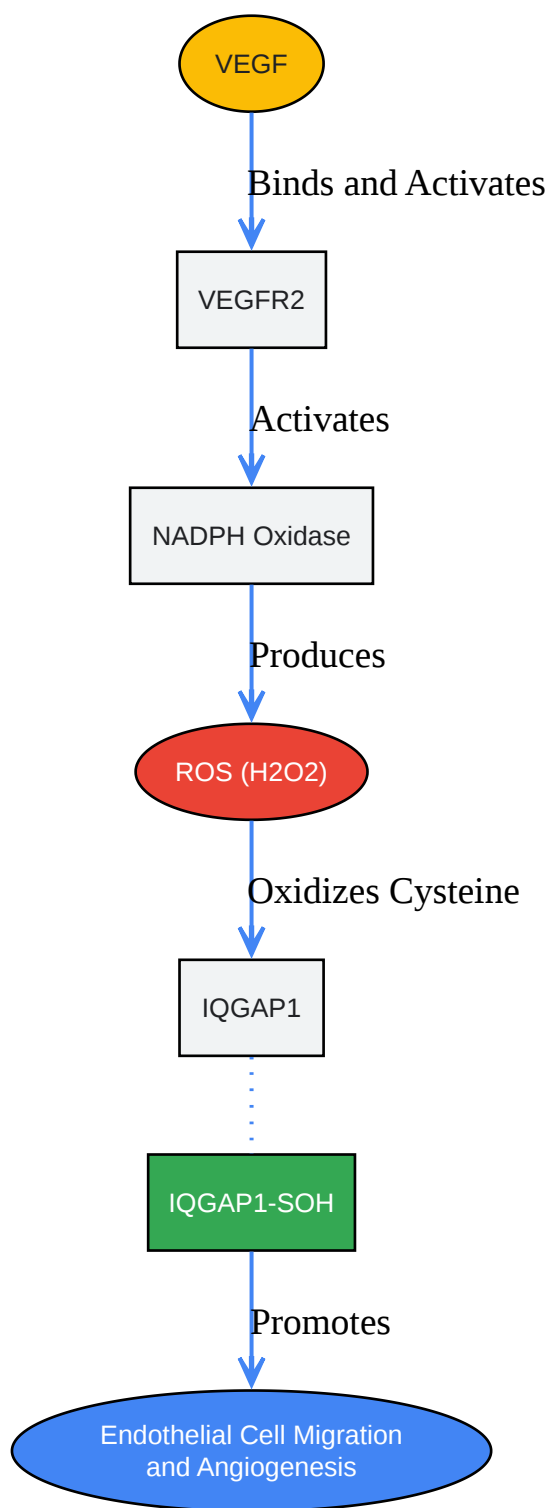 VEGF
Binds and Activates
VEGFR2
Activates
NADPH Oxidase
Produces
ROS (H2O2)
Oxidizes Cysteine
IQGAP1
IQGAP1-SOH
Promotes
Endothelial Cell Migration
and Angiogenesis